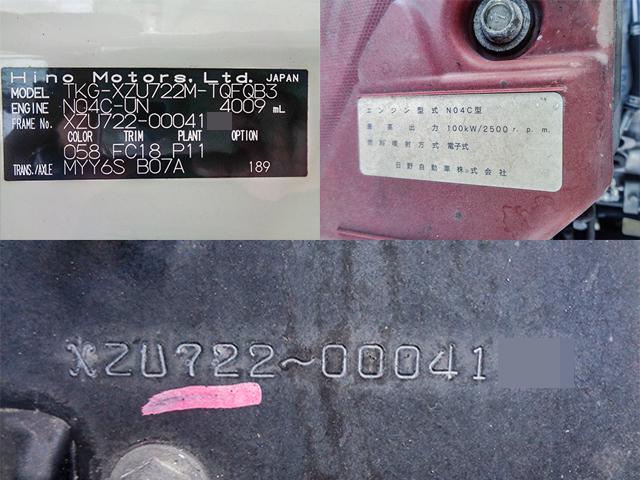 Hino Motors, Ltd. JAPAN
MODEL TKG-XZU722M-TQFQB3
ENGINE N04C-UN 4009 mL
FRAME No. XZU722-00041
COLOR TRIM PLANT OPTION
058 FC18 P11
TRANS./AXLE MYY6S B07A 189
エンジン型式 N04C型
最高出力 100kW/2500r.p.m.
燃料噴射方式 電子式
日野自動車株式会社
XZU722~00041